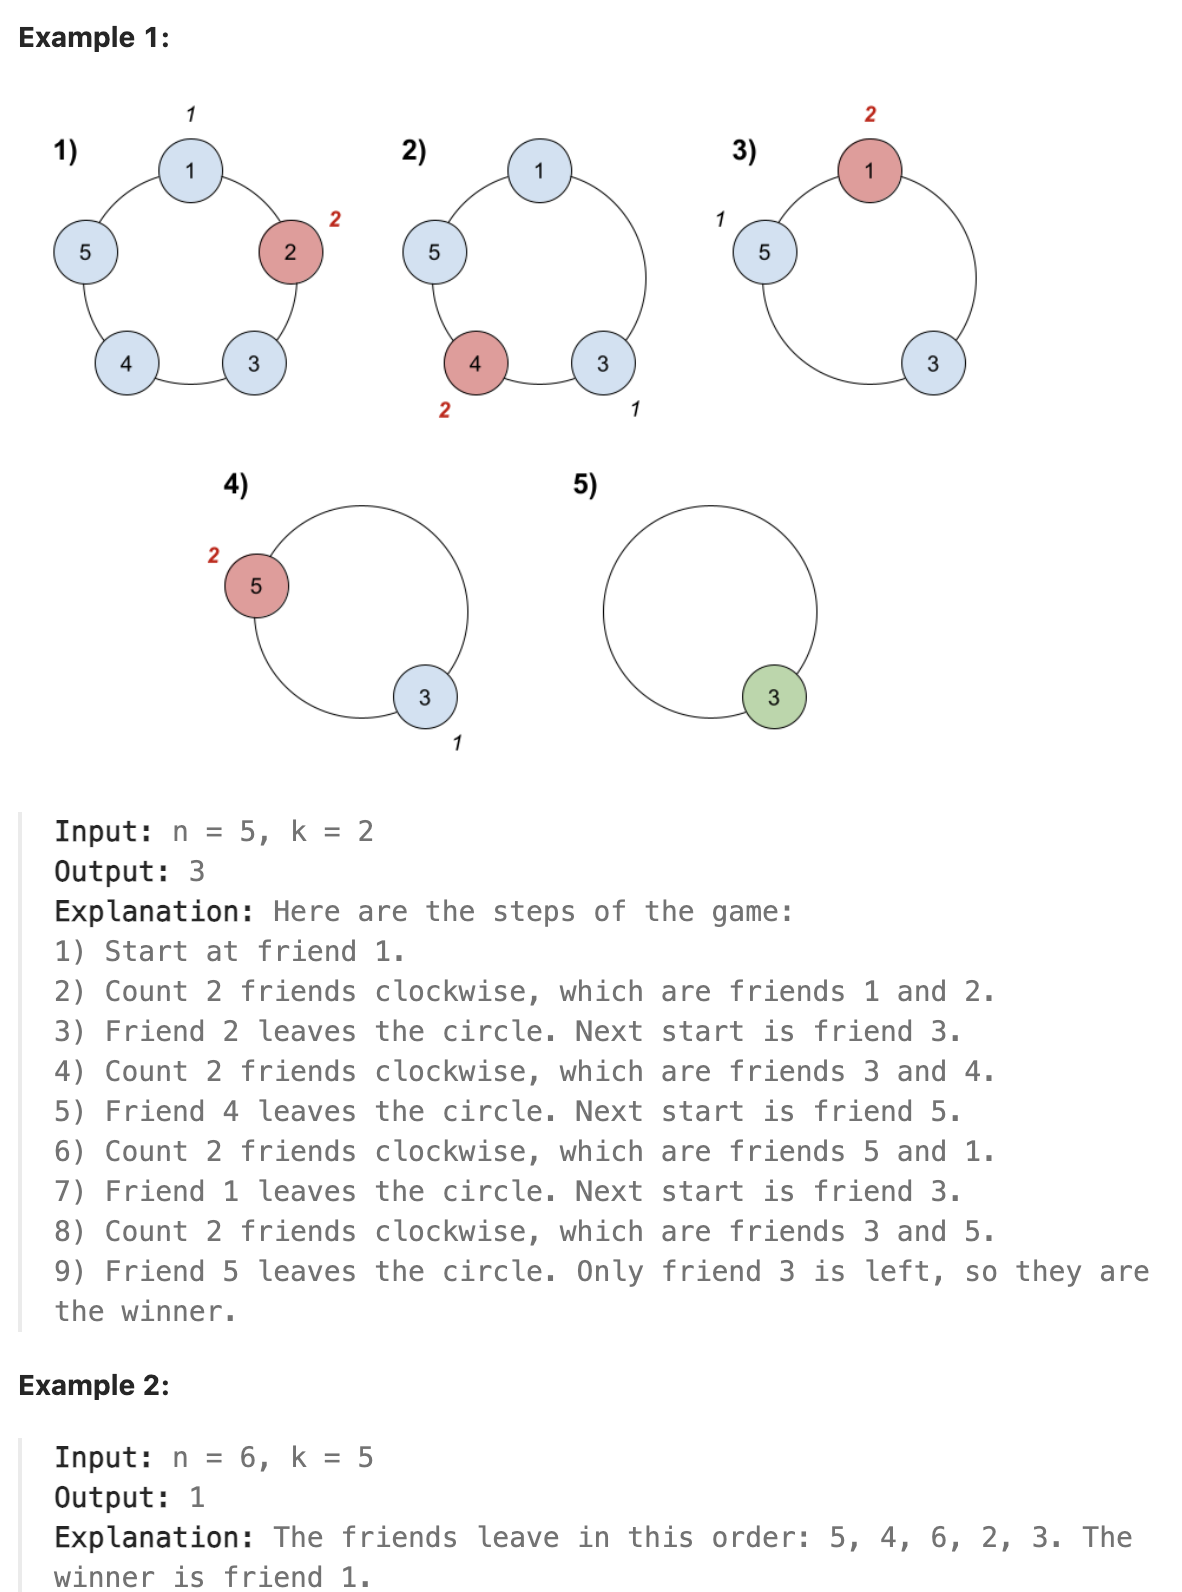 Example 1:
1
1)
1
5
2
2
4
3
2)
1
5
4
3
2
1
3)
2
1
1
5
3
4)
2
5
3
1
5)
3
Input: n = 5, k = 2
Output: 3
Explanation: Here are the steps of the game:
1) Start at friend 1.
2) Count 2 friends clockwise, which are friends 1 and 2.
3) Friend 2 leaves the circle. Next start is friend 3.
4) Count 2 friends clockwise, which are friends 3 and 4.
5) Friend 4 leaves the circle. Next start is friend 5.
6) Count 2 friends clockwise, which are friends 5 and 1.
7) Friend 1 leaves the circle. Next start is friend 3.
8) Count 2 friends clockwise, which are friends 3 and 5.
9) Friend 5 leaves the circle. Only friend 3 is left, so they are
the winner.
Example 2:
Input: n = 6, k = 5
Output: 1
Explanation: The friends leave in this order: 5, 4, 6, 2, 3. The
winner is friend 1.